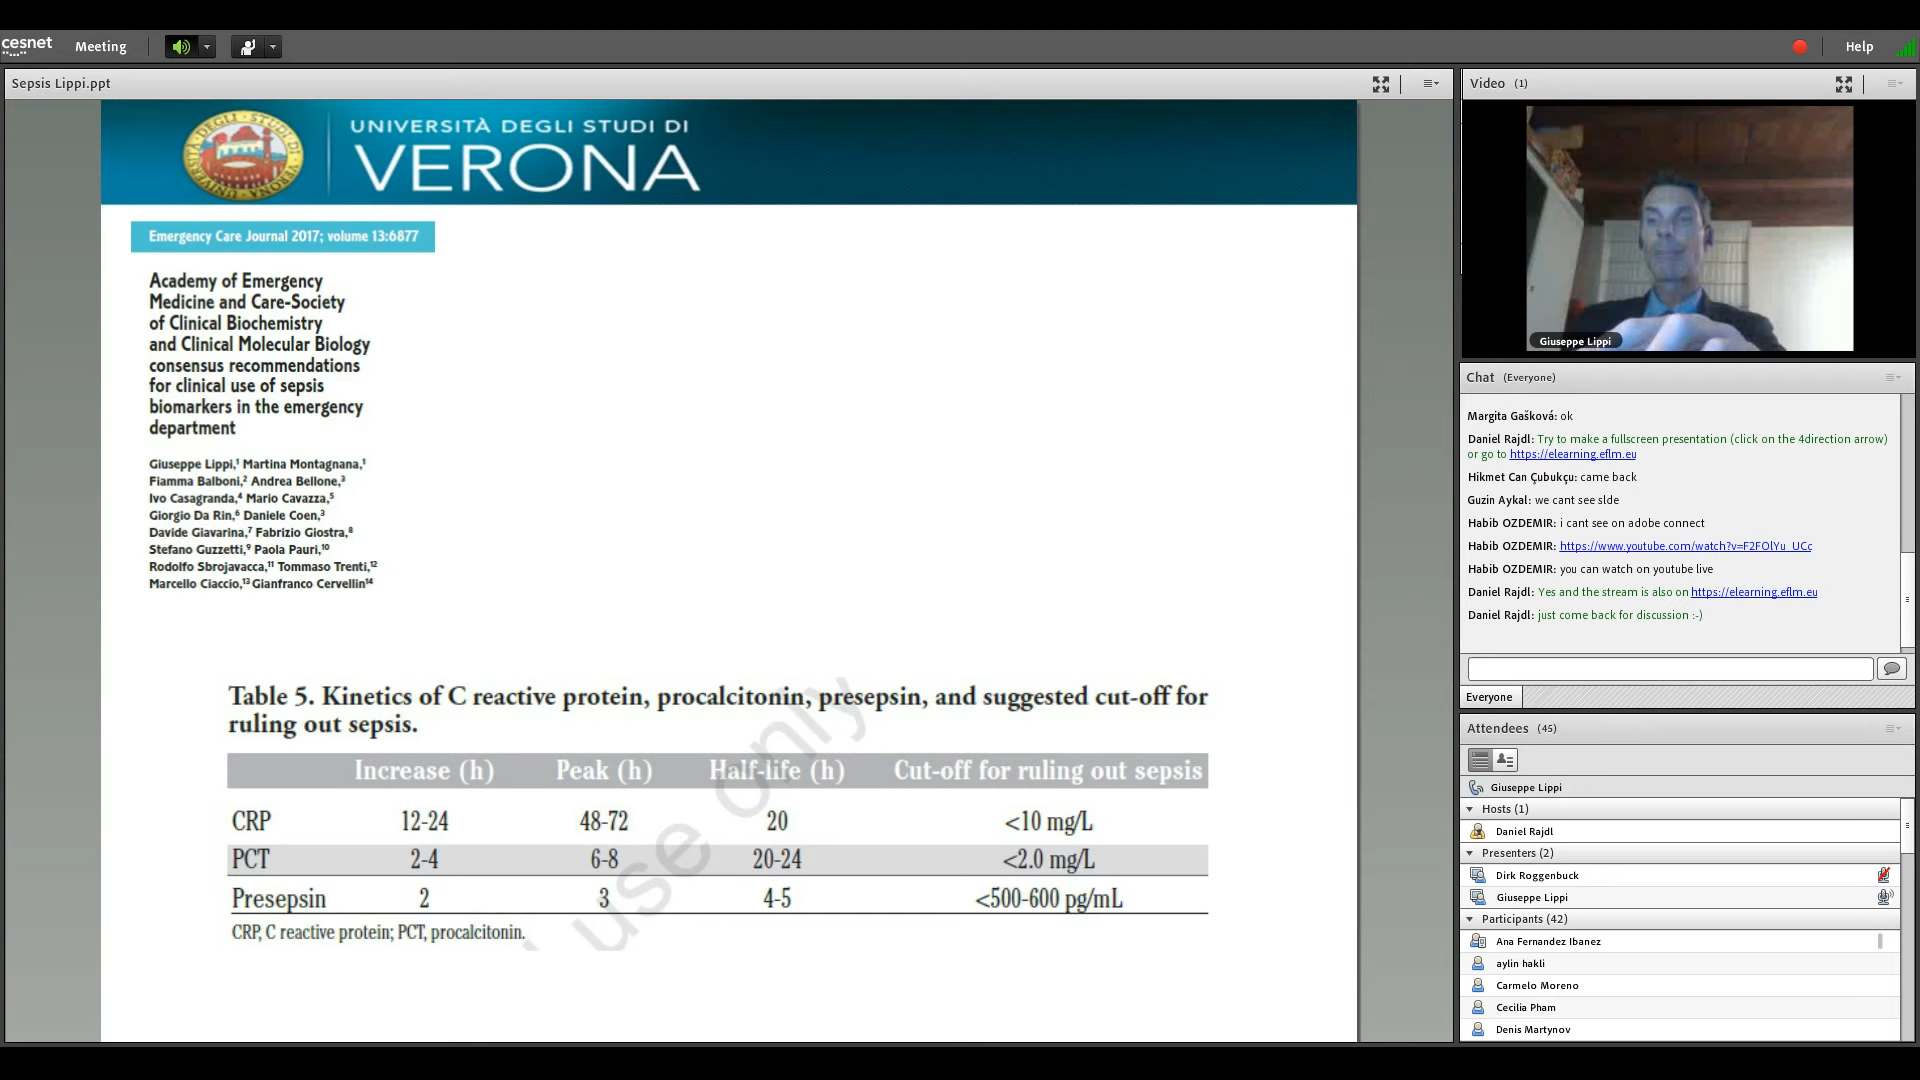 cesnet
Meeting
Help
Sepsis Lippi.ppt
UNIVERSITÀ DEGLI STUDI DI
VERONA
Emergency Care Journal 2017; volume 13:6877
Academy of Emergency
Medicine and Care-Society
of Clinical Biochemistry
and Clinical Molecular Biology
consensus recommendations
for clinical use of sepsis
biomarkers in the emergency
department
Giuseppe Lippi,¹ Martina Montagnana,¹
Fiamma Balboni,² Andrea Bellone,³
Ivo Casagranda,⁴ Mario Cavazza,⁵
Giorgio Da Rin,⁶ Daniele Coen,³
Davide Giavarina,⁷ Fabrizio Giostra,⁸
Stefano Guzzetti,⁹ Paola Pauri,¹⁰
Rodolfo Sbrojavacca,¹¹ Tommaso Trenti,¹²
Marcello Ciaccio,¹³ Gianfranco Cervellin¹⁴
Table 5. Kinetics of C reactive protein, procalcitonin, presepsin, and suggested cut-off for
ruling out sepsis.
Increase (h) Peak (h) Half-life (h) Cut-off for ruling out sepsis
CRP 12-24 48-72 20 <10 mg/L
PCT 2-4 6-8 20-24 <2.0 mg/L
Presepsin 2 3 4-5 <500-600 pg/mL
CRP, C reactive protein; PCT, procalcitonin.
use only
Video (1)
Giuseppe Lippi
Chat (Everyone)
Margita Gašková: ok
Daniel Rajdl: Try to make a fullscreen presentation (click on the 4direction arrow)
or go to https://elearning.eflm.eu
Hikmet Can Çubukçu: came back
Guzin Aykal: we cant see slde
Habib OZDEMIR: i cant see on adobe connect
Habib OZDEMIR: https://www.youtube.com/watch?v=F2FOlYu_UCc
Habib OZDEMIR: you can watch on youtube live
Daniel Rajdl: Yes and the stream is also on https://elearning.eflm.eu
Daniel Rajdl: just come back for discussion :-)
Everyone
Attendees (45)
Giuseppe Lippi
Hosts (1)
Daniel Rajdl
Presenters (2)
Dirk Roggenbuck
Giuseppe Lippi
Participants (42)
Ana Fernandez Ibanez
aylin hakli
Carmelo Moreno
Cecilia Pham
Denis Martynov